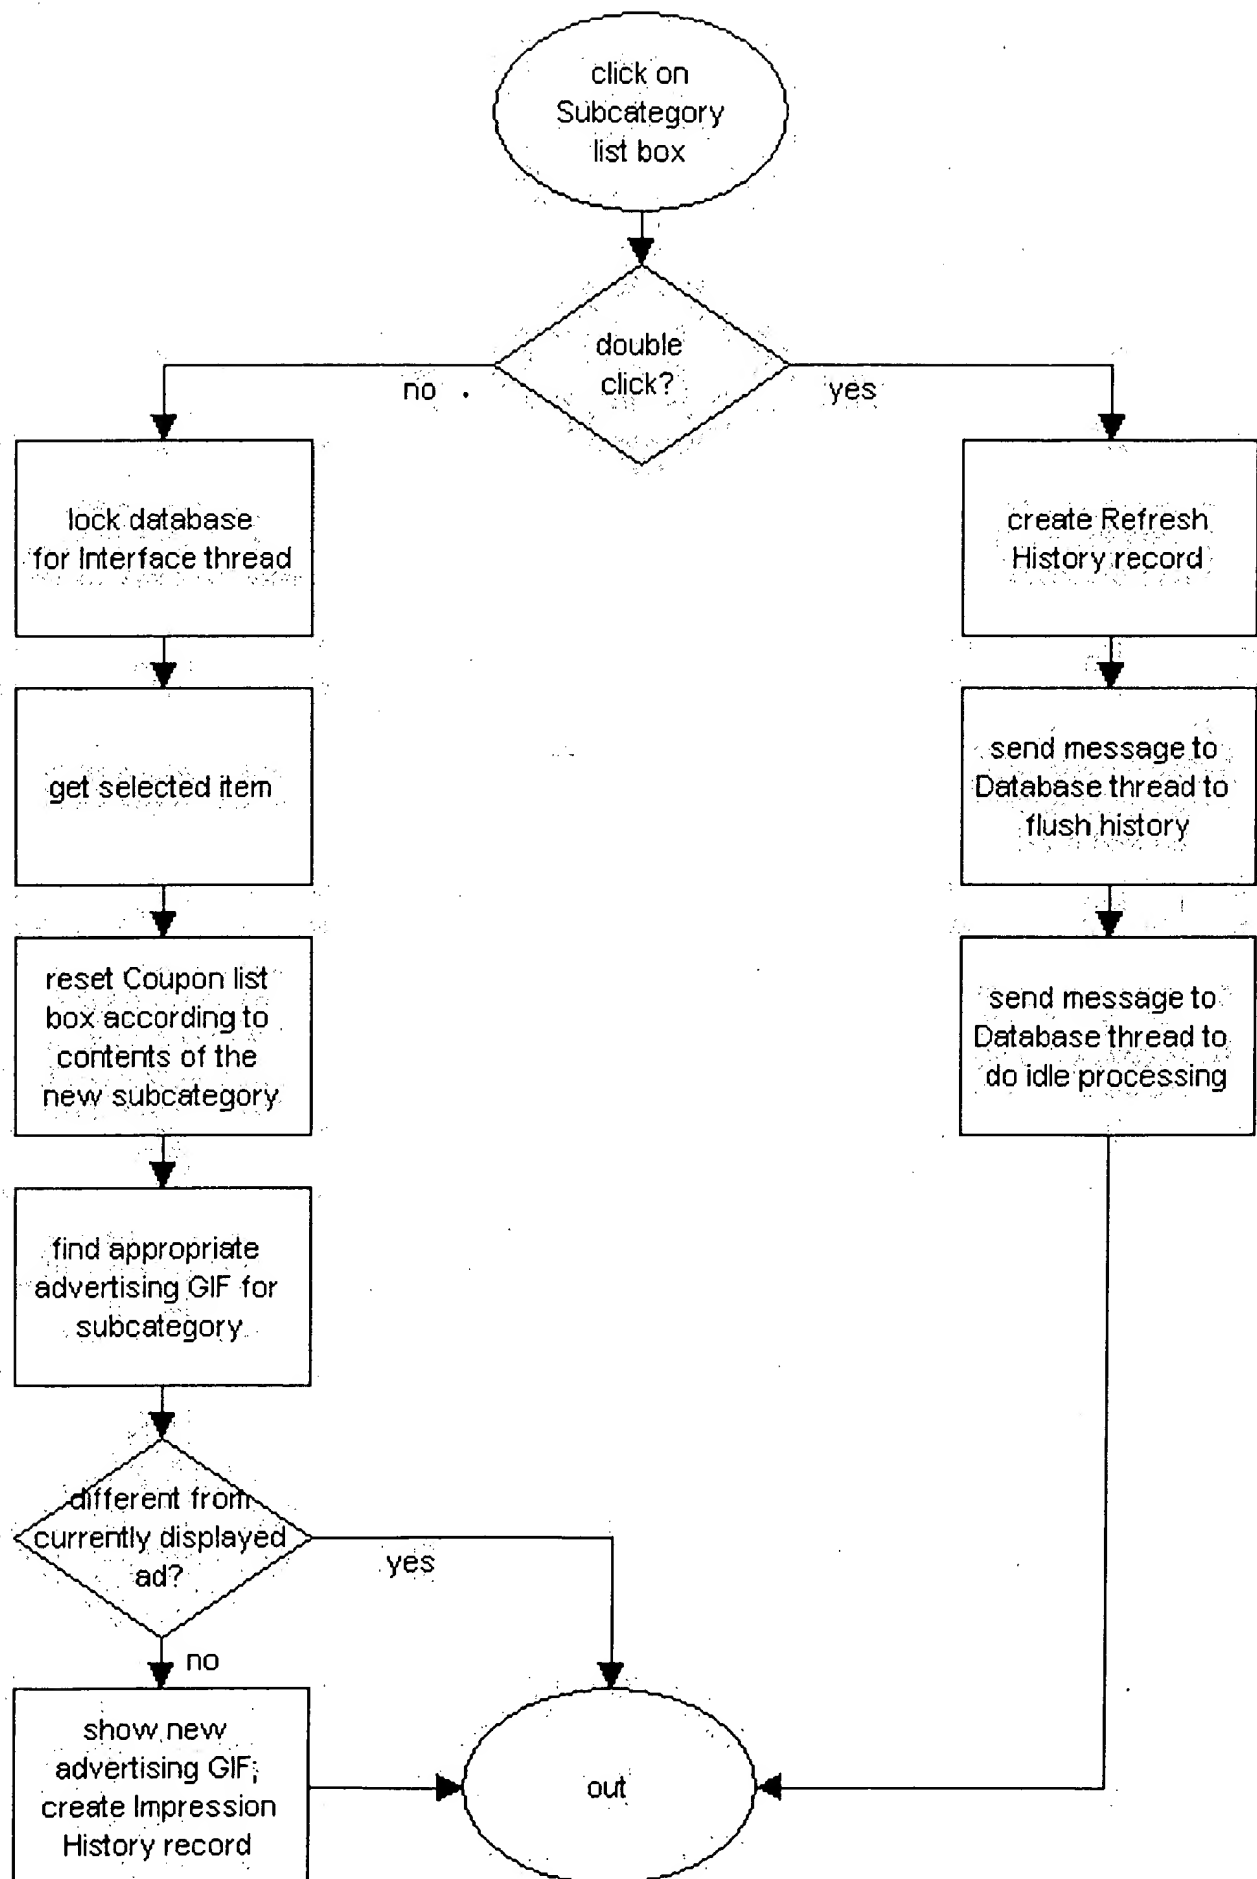 click on
Subcategory
list box
double
click?
no
yes
lock database
for Interface thread
create Refresh
History record
get selected item
send message to
Database thread to
flush history
reset Coupon list
box according to
contents of the
new subcategory
send message to
Database thread to
do idle processing
find appropriate
advertising GIF for
subcategory
different from
currently displayed
ad?
yes
no
show new
advertising GIF;
create Impression
History record
out